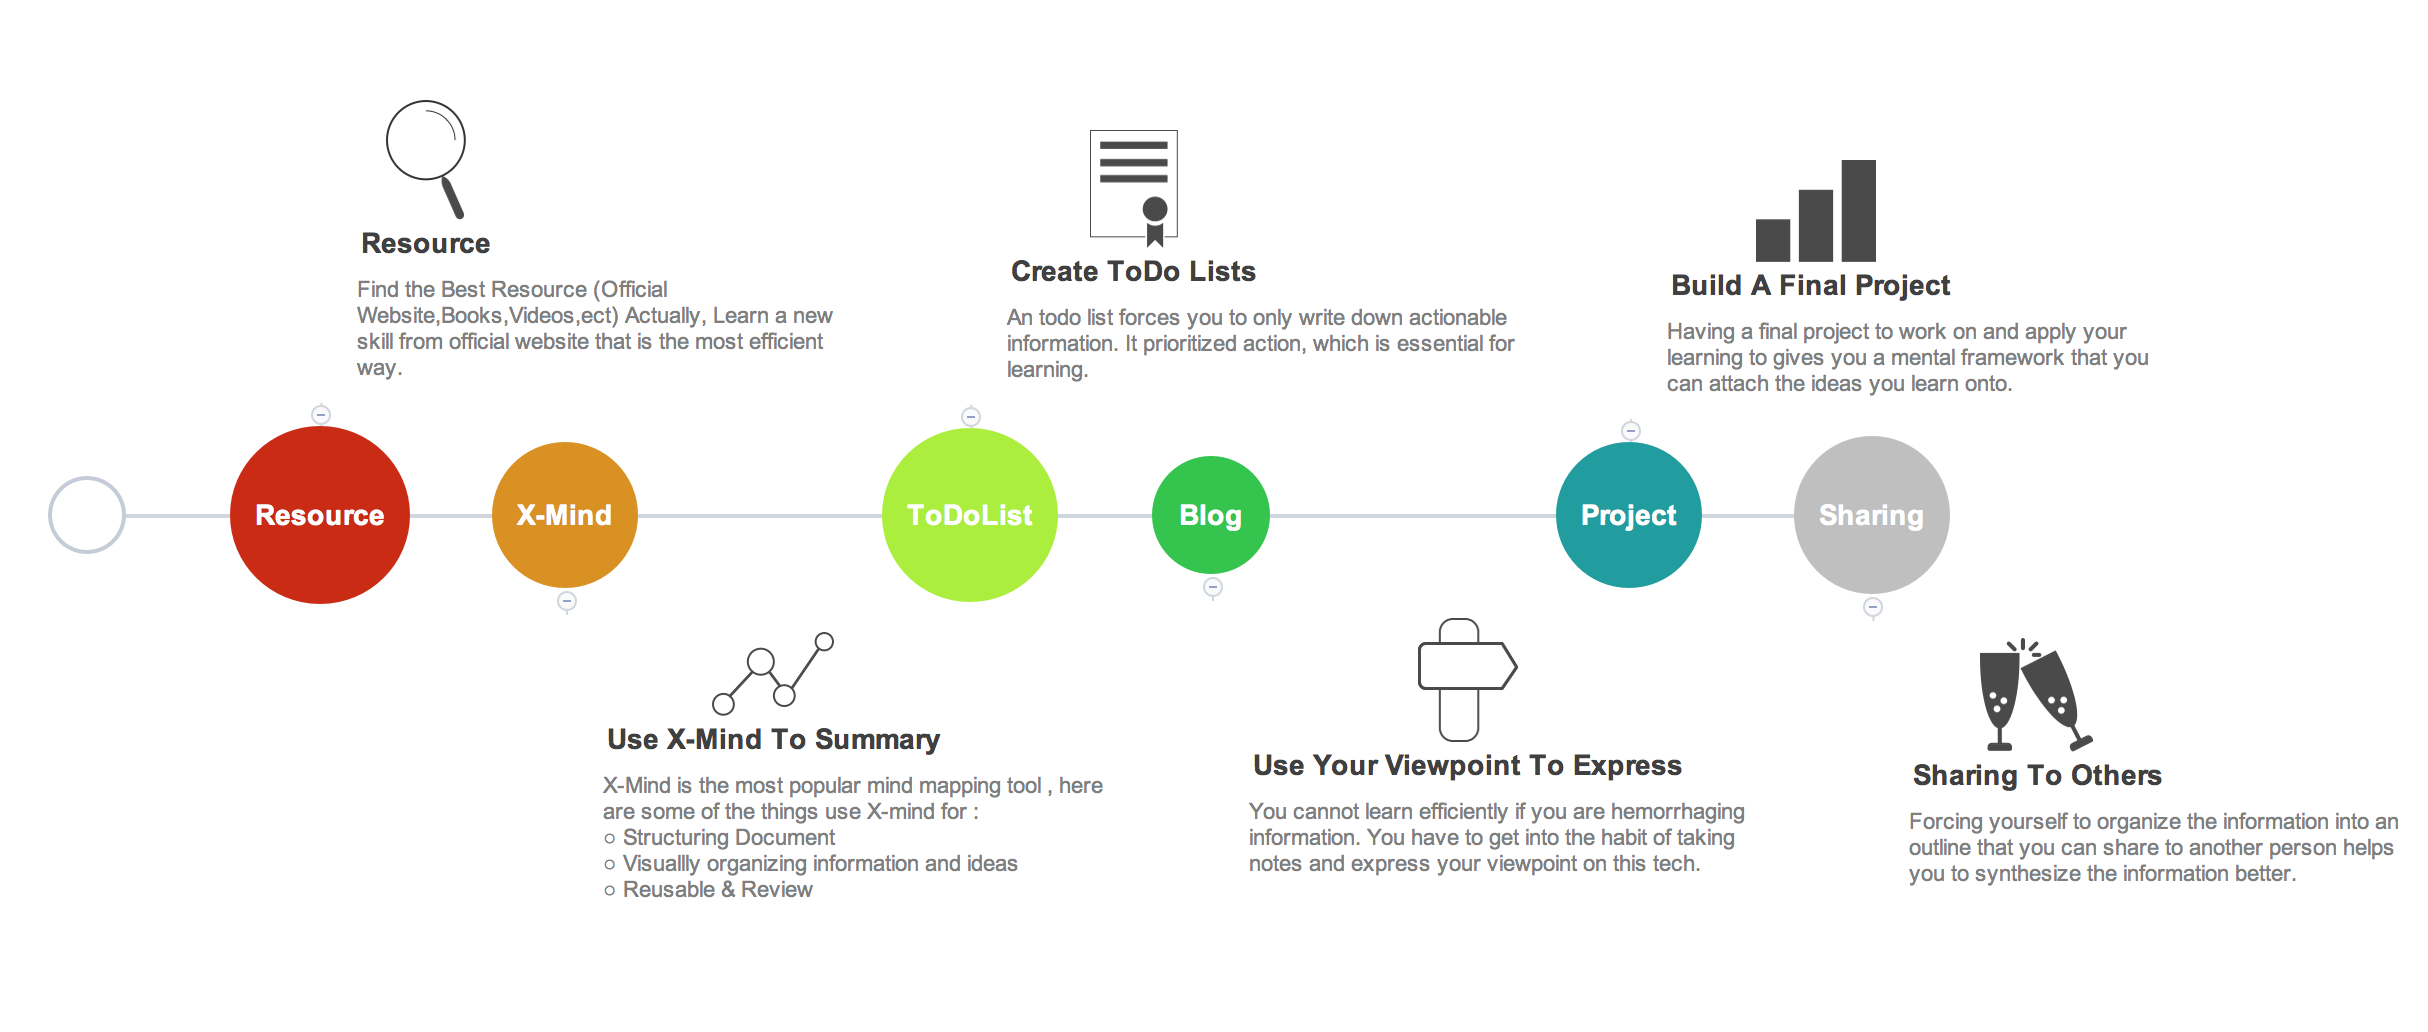 Resource
Find the Best Resource (Official
Website,Books,Videos,ect) Actually, Learn a new
skill from official website that is the most efficient
way.
Create ToDo Lists
An todo list forces you to only write down actionable
information. It prioritized action, which is essential for
learning.
Build A Final Project
Having a final project to work on and apply your
learning to gives you a mental framework that you
can attach the ideas you learn onto.
Resource
X-Mind
ToDoList
Blog
Project
Sharing
Use X-Mind To Summary
X-Mind is the most popular mind mapping tool , here
are some of the things use X-mind for :
○ Structuring Document
○ Visuallly organizing information and ideas
○ Reusable & Review
Use Your Viewpoint To Express
You cannot learn efficiently if you are hemorrhaging
information. You have to get into the habit of taking
notes and express your viewpoint on this tech.
Sharing To Others
Forcing yourself to organize the information into an
outline that you can share to another person helps
you to synthesize the information better.